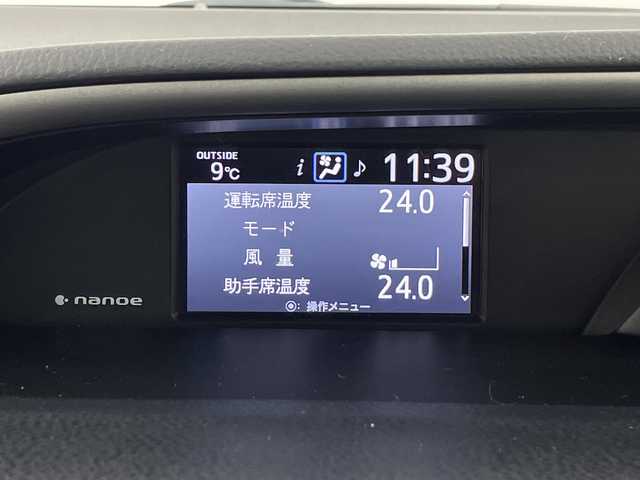 OUTSIDE
9℃ i 11:39
運転席温度 24.0
モード
風 量
助手席温度 24.0
◎: 操作メニュー
nanoe